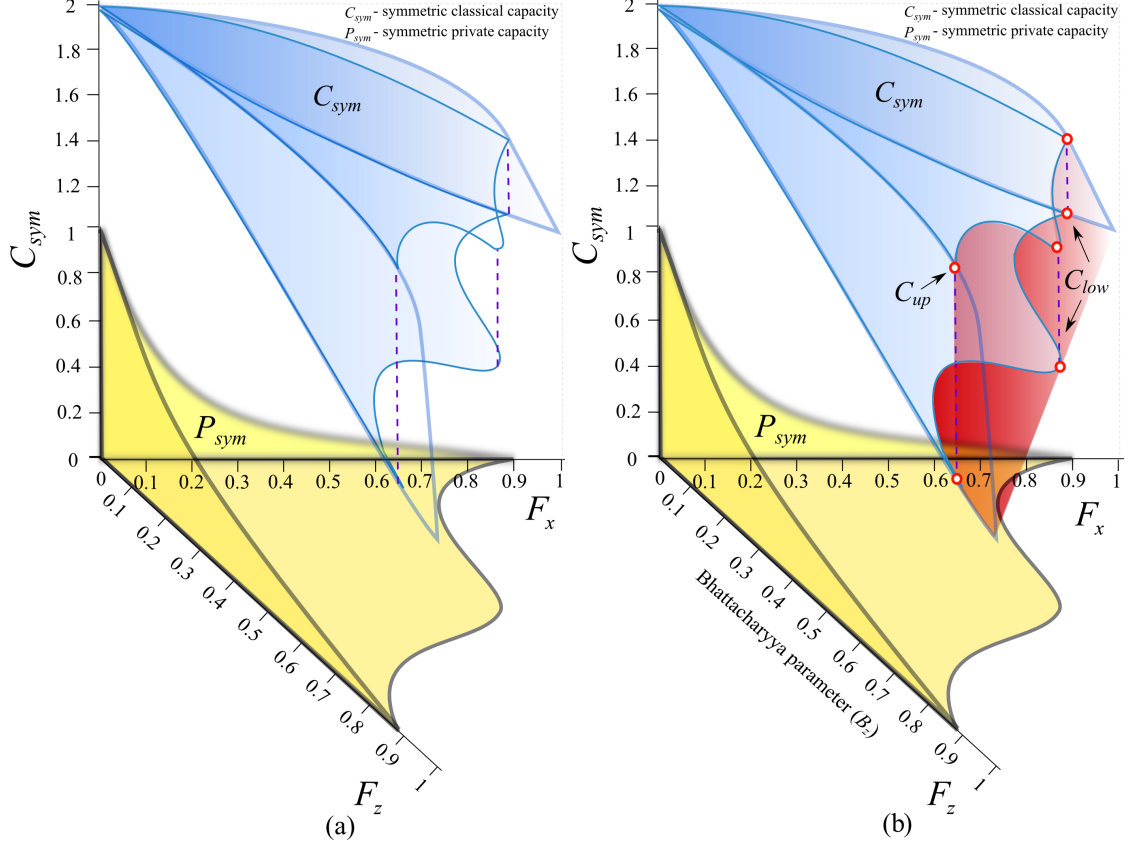 C_sym - symmetric classical capacity
P_sym - symmetric private capacity
2
1.8
1.6
1.4
1.2
1
0.8
0.6
0.4
0.2
0
C_sym
C_sym
P_sym
0 0.1 0.2 0.3 0.4 0.5 0.6 0.7 0.8 0.9 1
F_x
0.1
0.2
0.3
0.4
0.5
0.6
0.7
0.8
0.9
1
F_z
(a)
C_sym - symmetric classical capacity
P_sym - symmetric private capacity
2
1.8
1.6
1.4
1.2
1
0.8
0.6
0.4
0.2
0
C_sym
C_sym
C_up
C_low
P_sym
0 0.1 0.2 0.3 0.4 0.5 0.6 0.7 0.8 0.9 1
F_x
0.1
0.2
0.3
0.4
0.5
0.6
0.7
0.8
0.9
1
Bhattacharyya parameter (B_z)
F_z
(b)